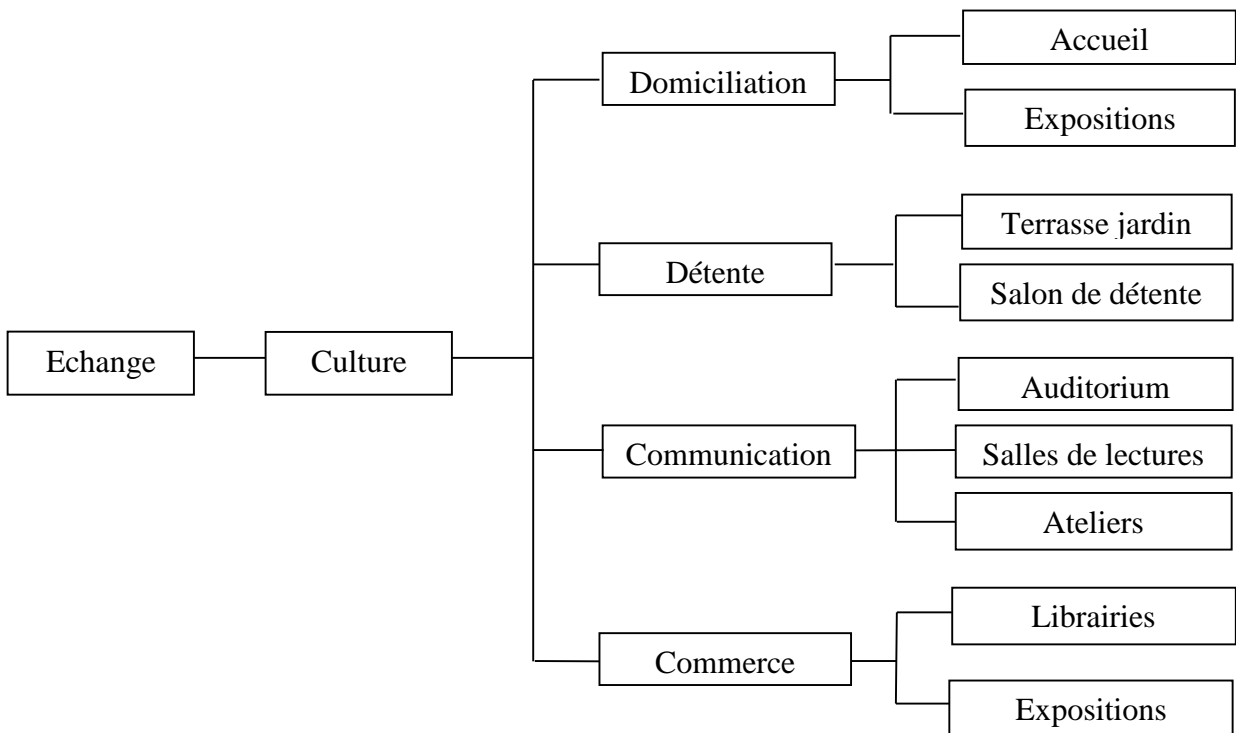 Echange
Culture
Domiciliation
Accueil
Expositions
Détente
Terrasse jardin
Salon de détente
Communication
Auditorium
Salles de lectures
Ateliers
Commerce
Librairies
Expositions